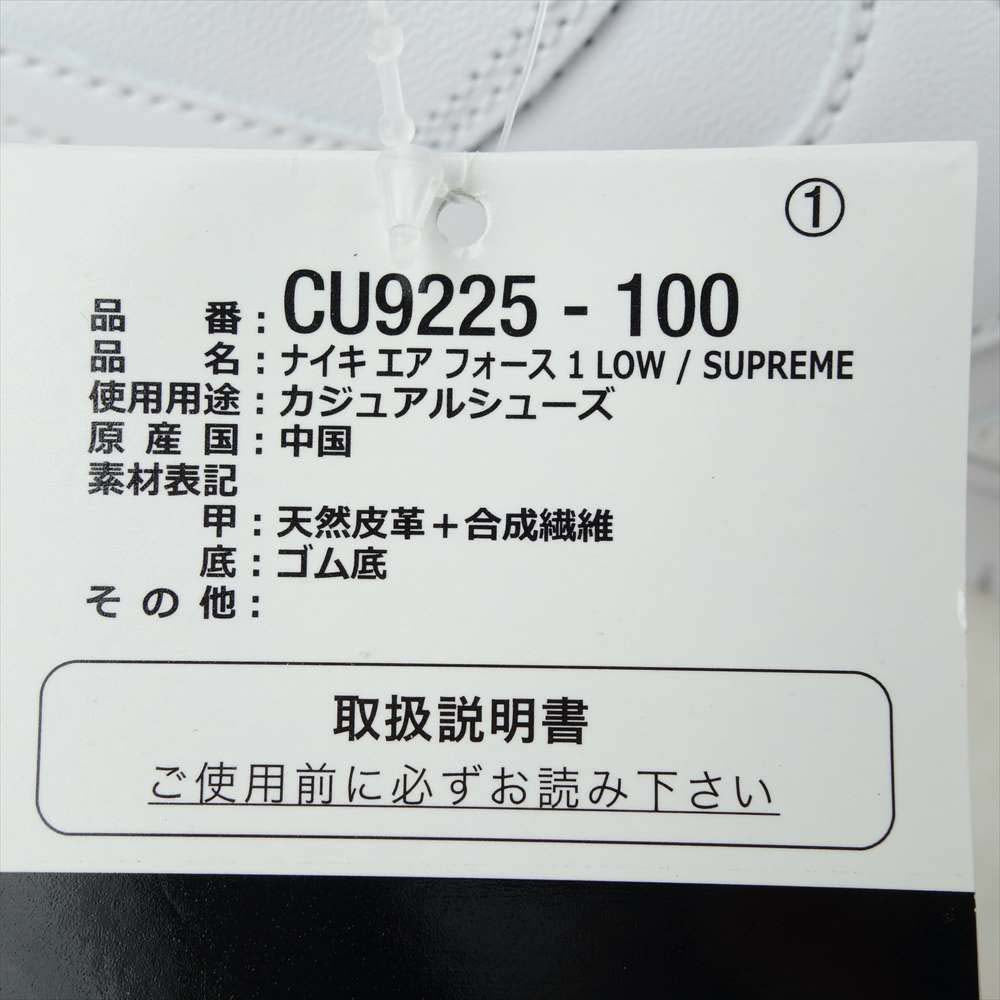 ①
品 番 : CU9225 - 100
品 名 : ナイキ エア フォース 1 LOW / SUPREME
使用用途 : カジュアルシューズ
原 産 国 : 中国
素材表記
甲 : 天然皮革＋合成繊維
底 : ゴム底
そ の 他 :
取扱説明書
ご使用前に必ずお読み下さい